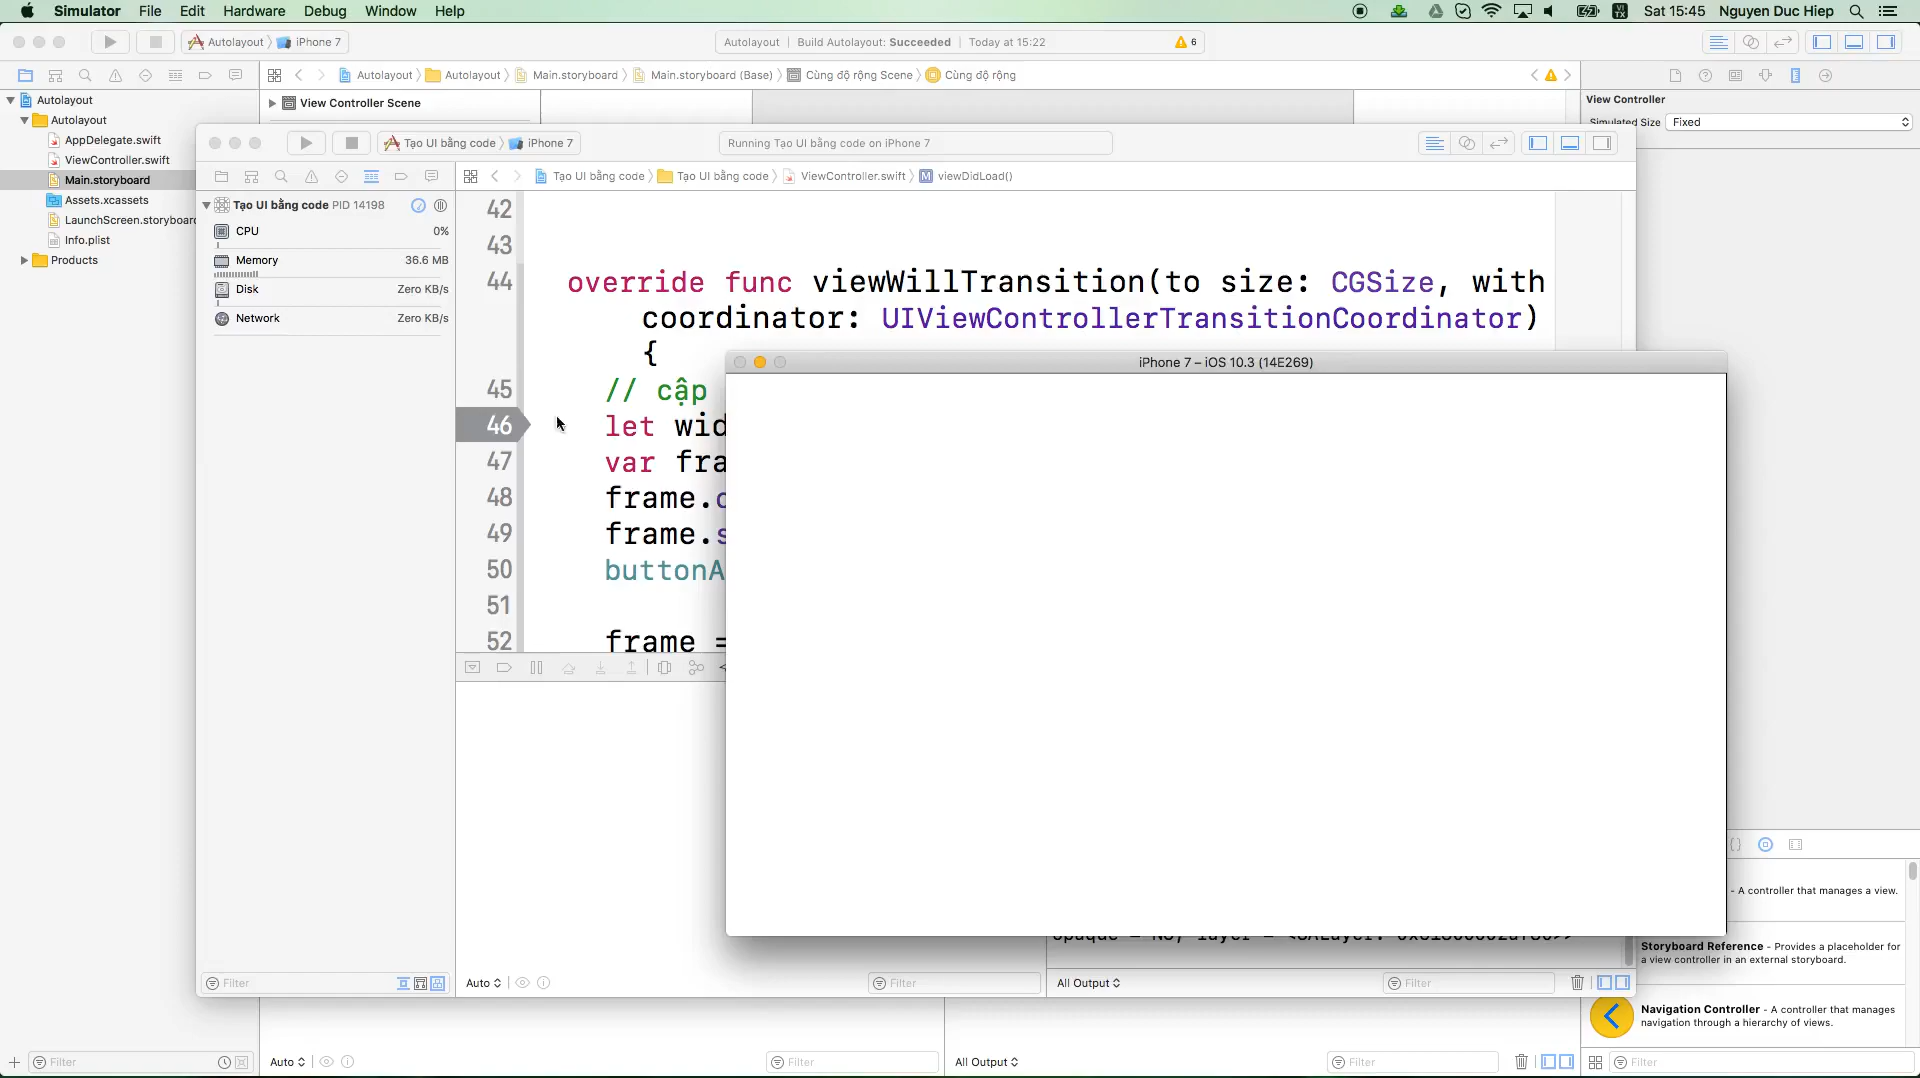 Simulator File Edit Hardware Debug Window Help
Sat 15:45 Nguyen Duc Hiep
Autolayout iPhone 7
Autolayout | Build Autolayout: Succeeded | Today at 15:22
6
Autolayout Autolayout Main.storyboard Main.storyboard (Base) Cùng độ rộng Scene Cùng độ rộng
Autolayout
Autolayout
AppDelegate.swift
ViewController.swift
Main.storyboard
Assets.xcassets
LaunchScreen.storyboard
Info.plist
Products
View Controller Scene
View Controller
Simulated Size Fixed
Tạo UI bằng code iPhone 7
Running Tạo UI bằng code on iPhone 7
Tạo UI bằng code Tạo UI bằng code ViewController.swift M viewDidLoad()
Tạo UI bằng code PID 14198
CPU 0%
Memory 36.6 MB
Disk Zero KB/s
Network Zero KB/s
42
43
44 override func viewWillTransition(to size: CGSize, with
coordinator: UIViewControllerTransitionCoordinator)
{
45 // cập
46 let wid
47 var fra
48 frame.
49 frame.s
50 buttonA
51
52 frame =
iPhone 7 – iOS 10.3 (14E269)
Filter
Auto
Filter
All Output
Filter
- A controller that manages a view.
Storyboard Reference - Provides a placeholder for
a view controller in an external storyboard.
Navigation Controller - A controller that manages
navigation through a hierarchy of views.
Filter
Auto
Filter
All Output
Filter
Filter